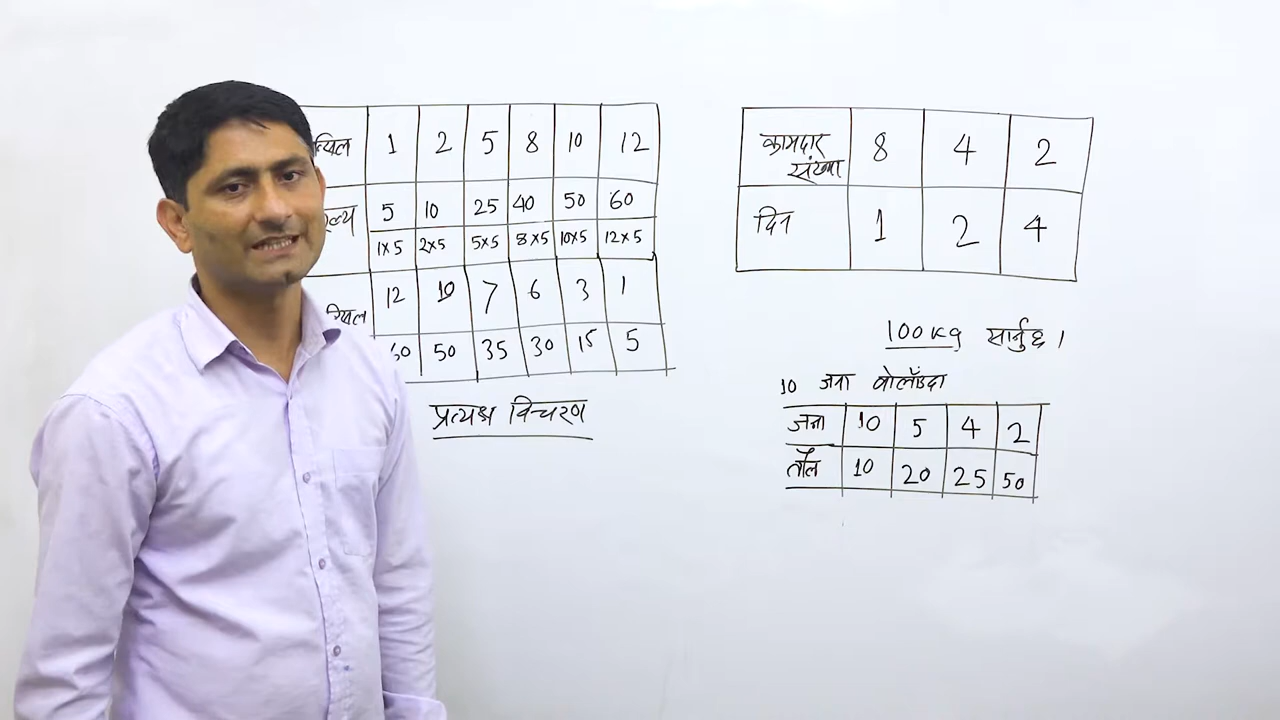 1 2 5 8 10 12
5 10 25 40 50 60
1×5 2×5 5×5 8×5 10×5 12×5
12 10 7 6 3 1
50 35 30 15 5
प्रत्यक्ष विचरण
कामदार संख्या 8 4 2
दिन 1 2 4
100 kg सार्नुछ।
10 जना बोलाँउदा
जना 10 5 4 2
तौल 10 20 25 50